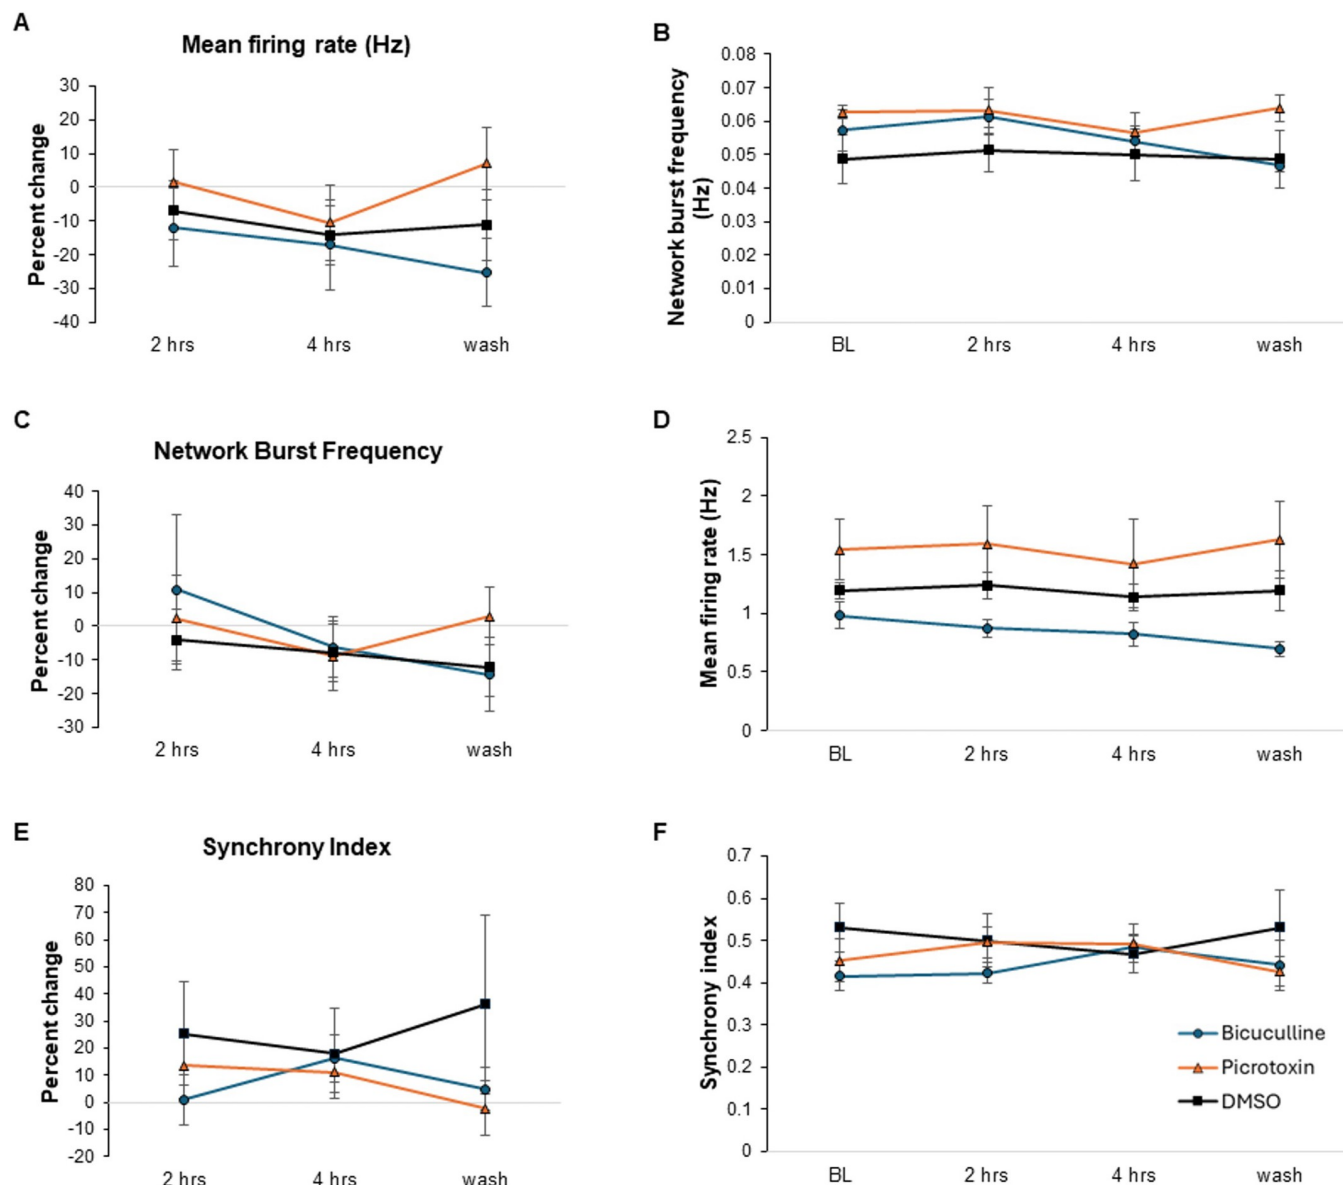 A
Mean firing rate (Hz)
Percent change
30
20
10
0
-10
-20
-30
-40
2 hrs
4 hrs
wash
B
Network burst frequency
(Hz)
0.08
0.07
0.06
0.05
0.04
0.03
0.02
0.01
0
BL
2 hrs
4 hrs
wash
C
Network Burst Frequency
Percent change
40
30
20
10
0
-10
-20
-30
2 hrs
4 hrs
wash
D
Mean firing rate (Hz)
2.5
2
1.5
1
0.5
0
BL
2 hrs
4 hrs
wash
E
Synchrony Index
Percent change
80
70
60
50
40
30
20
10
0
-10
-20
2 hrs
4 hrs
wash
F
Synchrony index
0.7
0.6
0.5
0.4
0.3
0.2
0.1
0
BL
2 hrs
4 hrs
wash
Bicuculline
Picrotoxin
DMSO